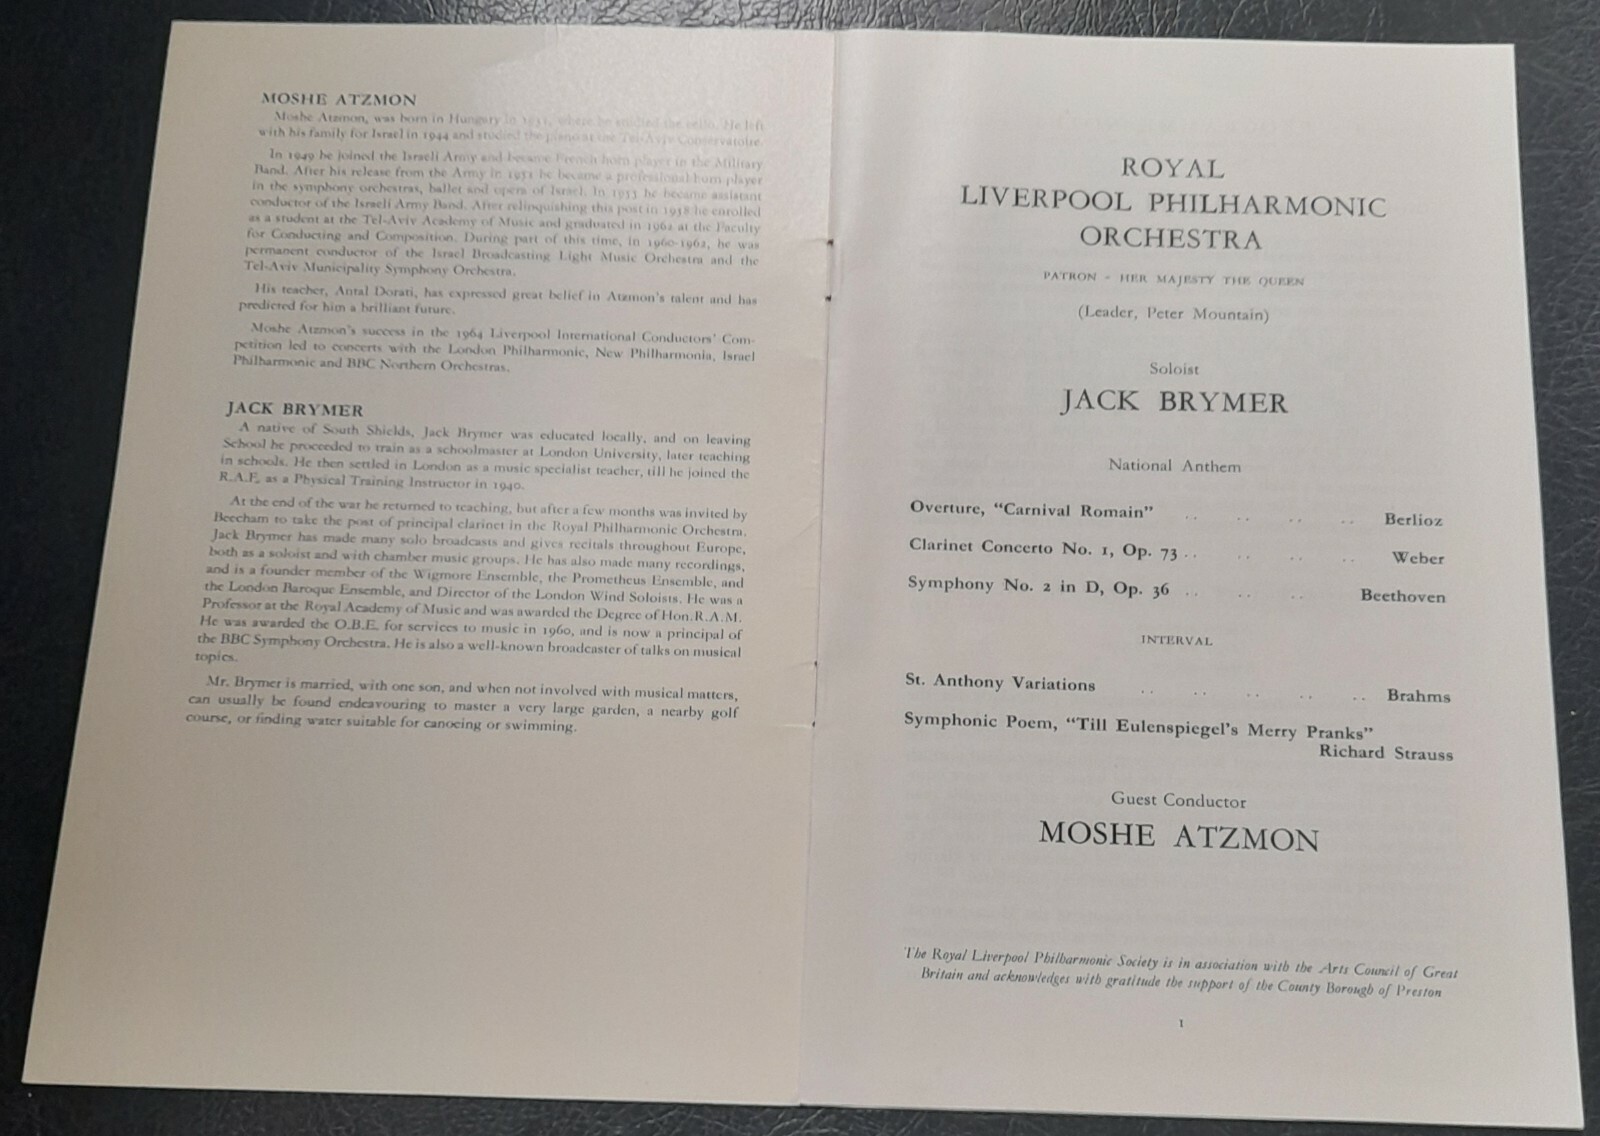 MOSHE ATZMON
Moshe Atzmon, was born in Hungary in 1931, where he studied the cello. He left
with his family for Israel in 1944 and studied the piano at the Tel-Aviv Conservatoire.
In 1949 he joined the Israeli Army and became French horn player in the Military
Band. After his release from the Army in 1951 he became a professional horn player
in the symphony orchestras, ballet and opera of Israel. In 1953 he became assistant
conductor of the Israeli Army Band. After relinquishing this post in 1958 he enrolled
as a student at the Tel-Aviv Academy of Music and graduated in 1962 at the Faculty
for Conducting and Composition. During part of this time, in 1960-1962, he was
permanent conductor of the Israel Broadcasting Light Music Orchestra and the
Tel-Aviv Municipality Symphony Orchestra.
His teacher, Antal Dorati, has expressed great belief in Atzmon's talent and has
predicted for him a brilliant future.
Moshe Atzmon's success in the 1964 Liverpool International Conductors' Com-
petition led to concerts with the London Philharmonic, New Philharmonia, Israel
Philharmonic and BBC Northern Orchestras.
JACK BRYMER
A native of South Shields, Jack Brymer was educated locally, and on leaving
School he proceeded to train as a schoolmaster at London University, later teaching
in schools. He then settled in London as a music specialist teacher, till he joined the
R.A.F. as a Physical Training Instructor in 1940.
At the end of the war he returned to teaching, but after a few months was invited by
Beecham to take the post of principal clarinet in the Royal Philharmonic Orchestra.
Jack Brymer has made many solo broadcasts and gives recitals throughout Europe,
both as a soloist and with chamber music groups. He has also made many recordings,
and is a founder member of the Wigmore Ensemble, the Prometheus Ensemble, and
the London Baroque Ensemble, and Director of the London Wind Soloists. He was a
Professor at the Royal Academy of Music and was awarded the Degree of Hon.R.A.M.
He was awarded the O.B.E. for services to music in 1960, and is now a principal of
the BBC Symphony Orchestra. He is also a well-known broadcaster of talks on musical
topics.
Mr. Brymer is married, with one son, and when not involved with musical matters,
can usually be found endeavouring to master a very large garden, a nearby golf
course, or finding water suitable for canoeing or swimming.
ROYAL
LIVERPOOL PHILHARMONIC
ORCHESTRA
PATRON - HER MAJESTY THE QUEEN
(Leader, Peter Mountain)
Soloist
JACK BRYMER
National Anthem
Overture, "Carnival Romain" .. .. .. .. Berlioz
Clarinet Concerto No. 1, Op. 73 .. .. .. .. Weber
Symphony No. 2 in D, Op. 36 .. .. .. Beethoven
INTERVAL
St. Anthony Variations .. .. .. .. .. Brahms
Symphonic Poem, "Till Eulenspiegel's Merry Pranks"
Richard Strauss
Guest Conductor
MOSHE ATZMON
The Royal Liverpool Philharmonic Society is in association with the Arts Council of Great
Britain and acknowledges with gratitude the support of the County Borough of Preston
1